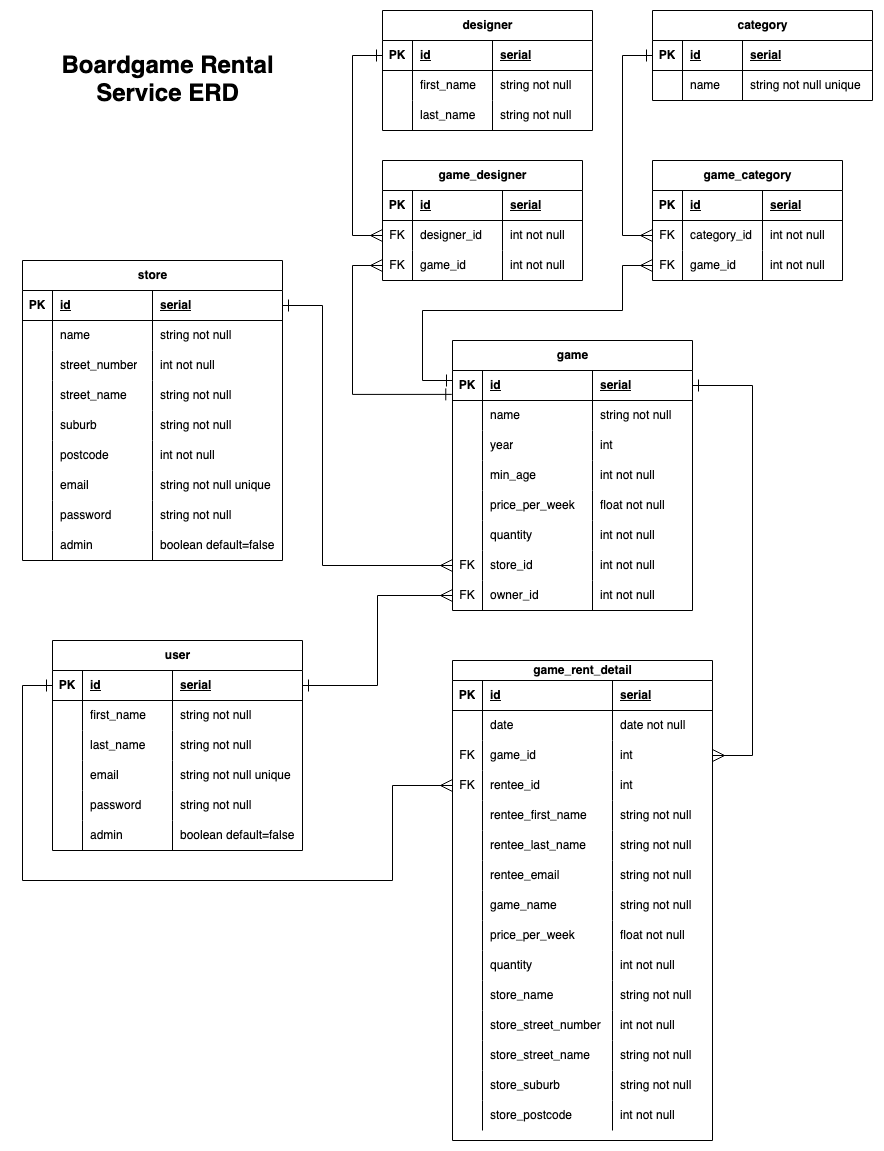 Boardgame Rental
Service ERD
designer
PK id serial
first_name string not null
last_name string not null
category
PK id serial
name string not null unique
game_designer
PK id serial
FK designer_id int not null
FK game_id int not null
game_category
PK id serial
FK category_id int not null
FK game_id int not null
store
PK id serial
name string not null
street_number int not null
street_name string not null
suburb string not null
postcode int not null
email string not null unique
password string not null
admin boolean default=false
game
PK id serial
name string not null
year int
min_age int not null
price_per_week float not null
quantity int not null
FK store_id int not null
FK owner_id int not null
user
PK id serial
first_name string not null
last_name string not null
email string not null unique
password string not null
admin boolean default=false
game_rent_detail
PK id serial
date date not null
FK game_id int
FK rentee_id int
rentee_first_name string not null
rentee_last_name string not null
rentee_email string not null
game_name string not null
price_per_week float not null
quantity int not null
store_name string not null
store_street_number int not null
store_street_name string not null
store_suburb string not null
store_postcode int not null